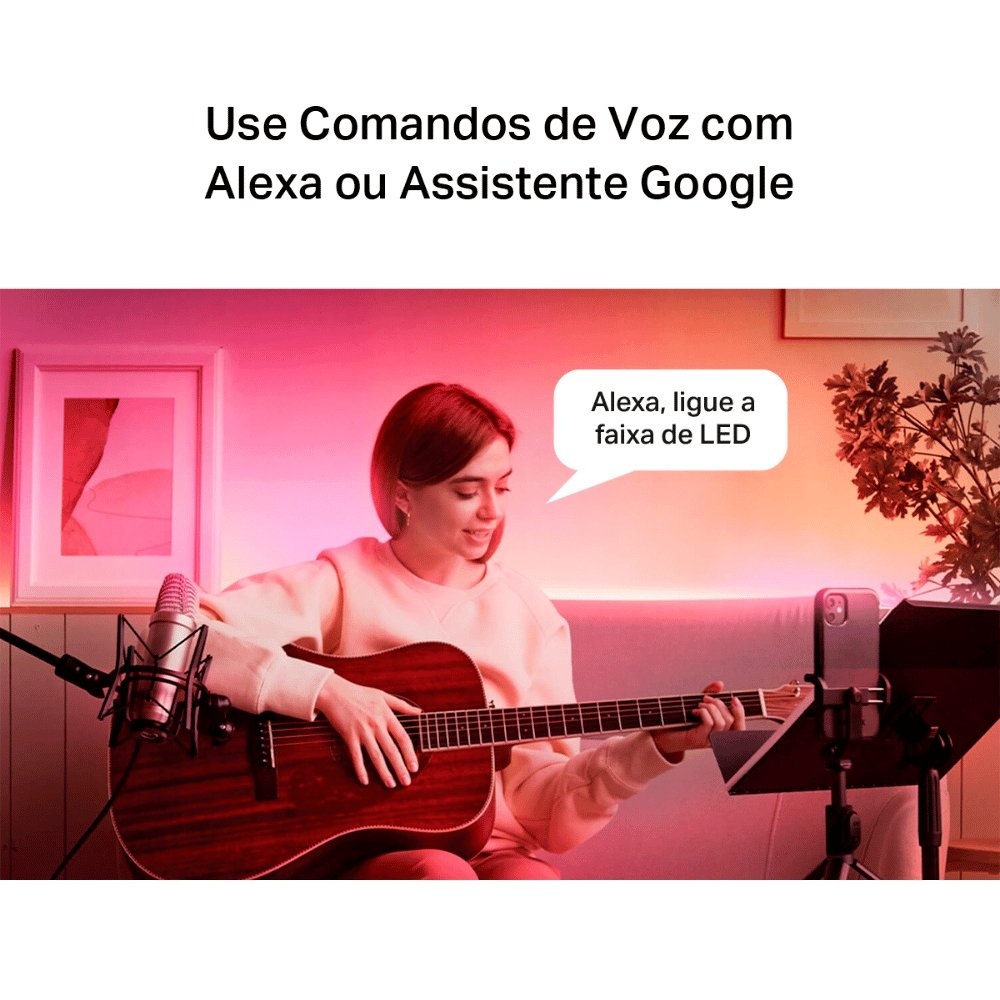 Use Comandos de Voz com
Alexa ou Assistente Google
Alexa, ligue a
faixa de LED